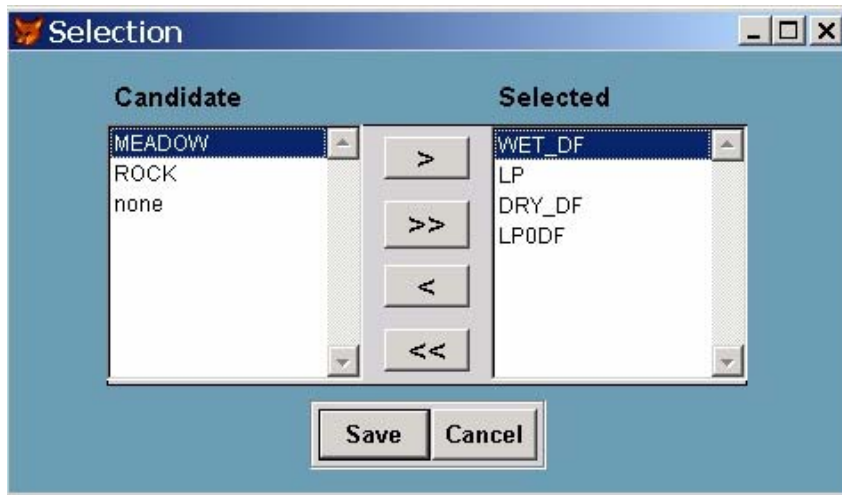 Selection
Candidate
Selected
MEADOW
ROCK
none
>
>>
<
<<
WET_DF
LP
DRY_DF
LP0DF
Save
Cancel